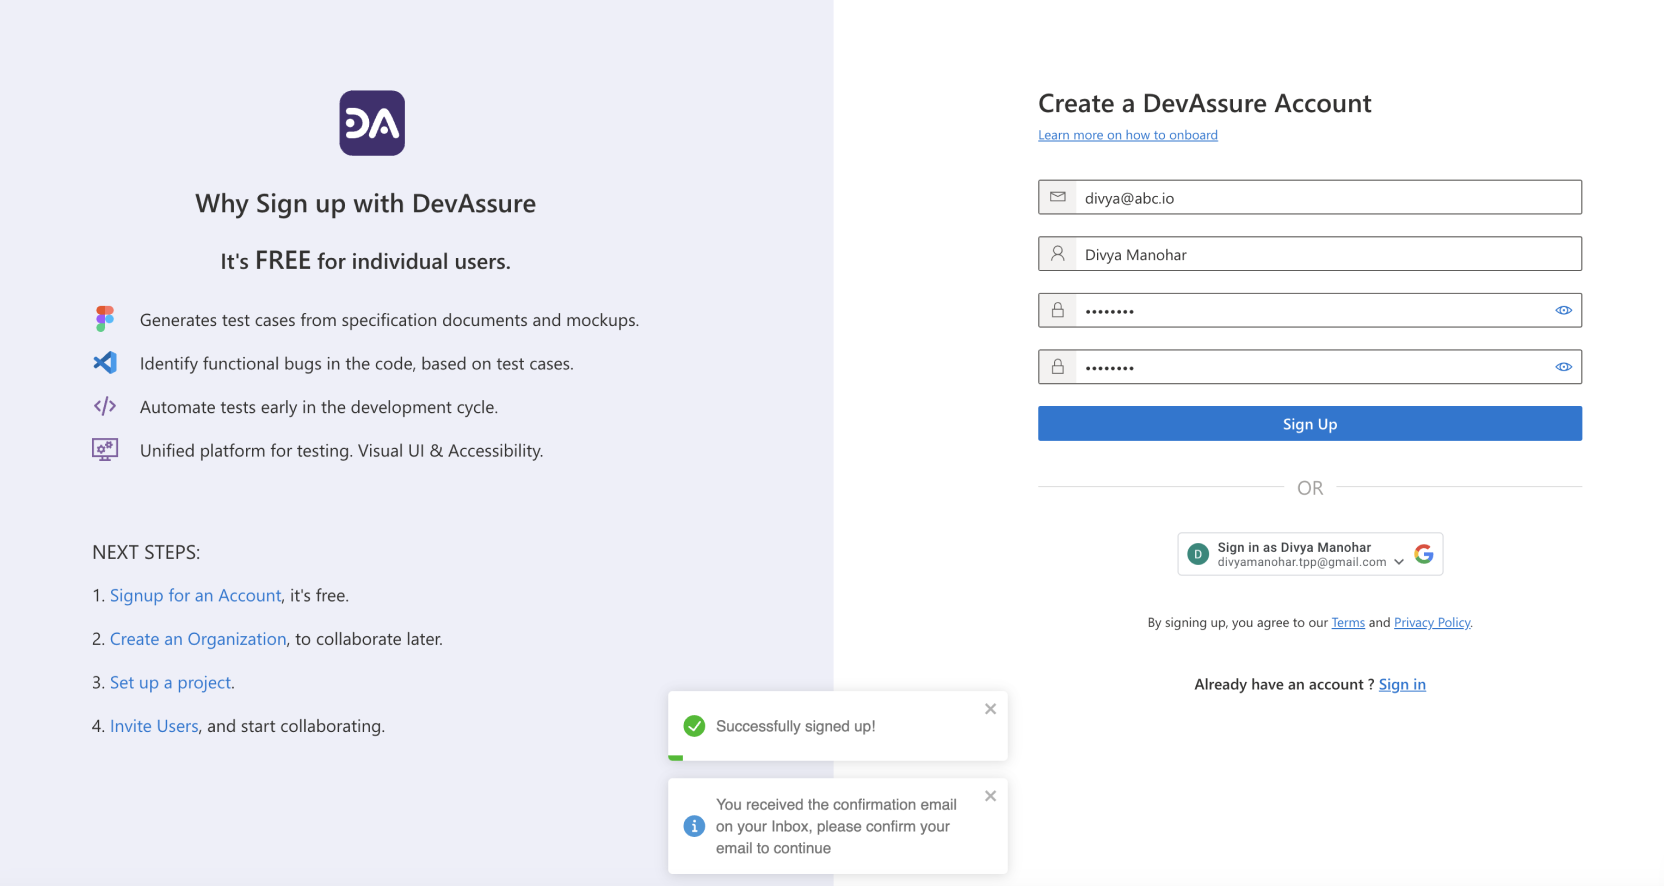 DA
Why Sign up with DevAssure
It's FREE for individual users.
Generates test cases from specification documents and mockups.
Identify functional bugs in the code, based on test cases.
Automate tests early in the development cycle.
Unified platform for testing. Visual UI & Accessibility.
NEXT STEPS:
1. Signup for an Account, it's free.
2. Create an Organization, to collaborate later.
3. Set up a project.
4. Invite Users, and start collaborating.
Create a DevAssure Account
Learn more on how to onboard
divya@abc.io
Divya Manohar
••••••••
••••••••
Sign Up
OR
D
Sign in as Divya Manohar
divyamanohar.tpp@gmail.com
By signing up, you agree to our Terms and Privacy Policy.
Already have an account ? Sign in
Successfully signed up!
You received the confirmation email
on your Inbox, please confirm your
email to continue